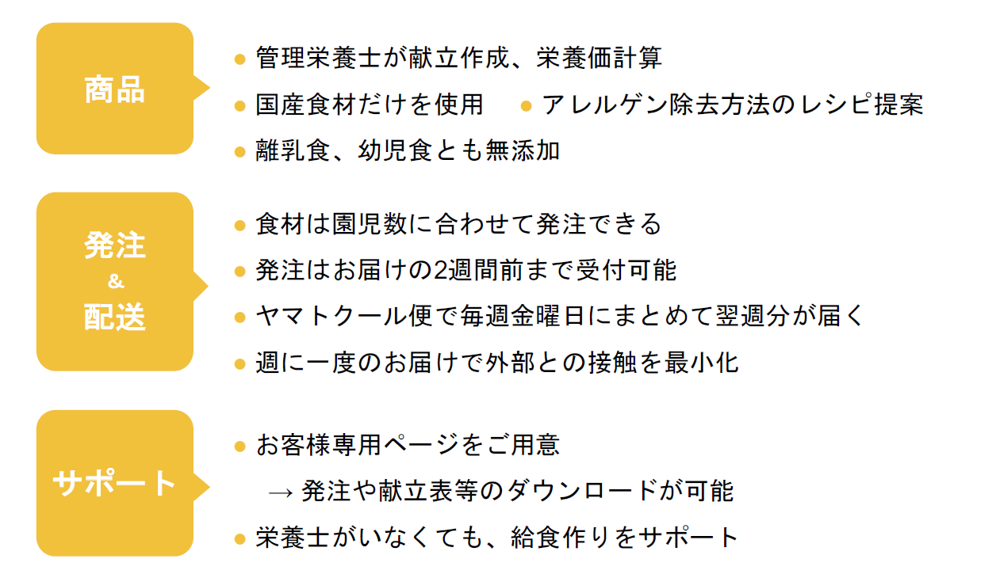 商品
● 管理栄養士が献立作成、栄養価計算
● 国産食材だけを使用 ● アレルゲン除去方法のレシピ提案
● 離乳食、幼児食とも無添加
発注
&
配送
● 食材は園児数に合わせて発注できる
● 発注はお届けの2週間前まで受付可能
● ヤマトクール便で毎週金曜日にまとめて翌週分が届く
● 週に一度のお届けで外部との接触を最小化
サポート
● お客様専用ページをご用意
→ 発注や献立表等のダウンロードが可能
● 栄養士がいなくても、給食作りをサポート